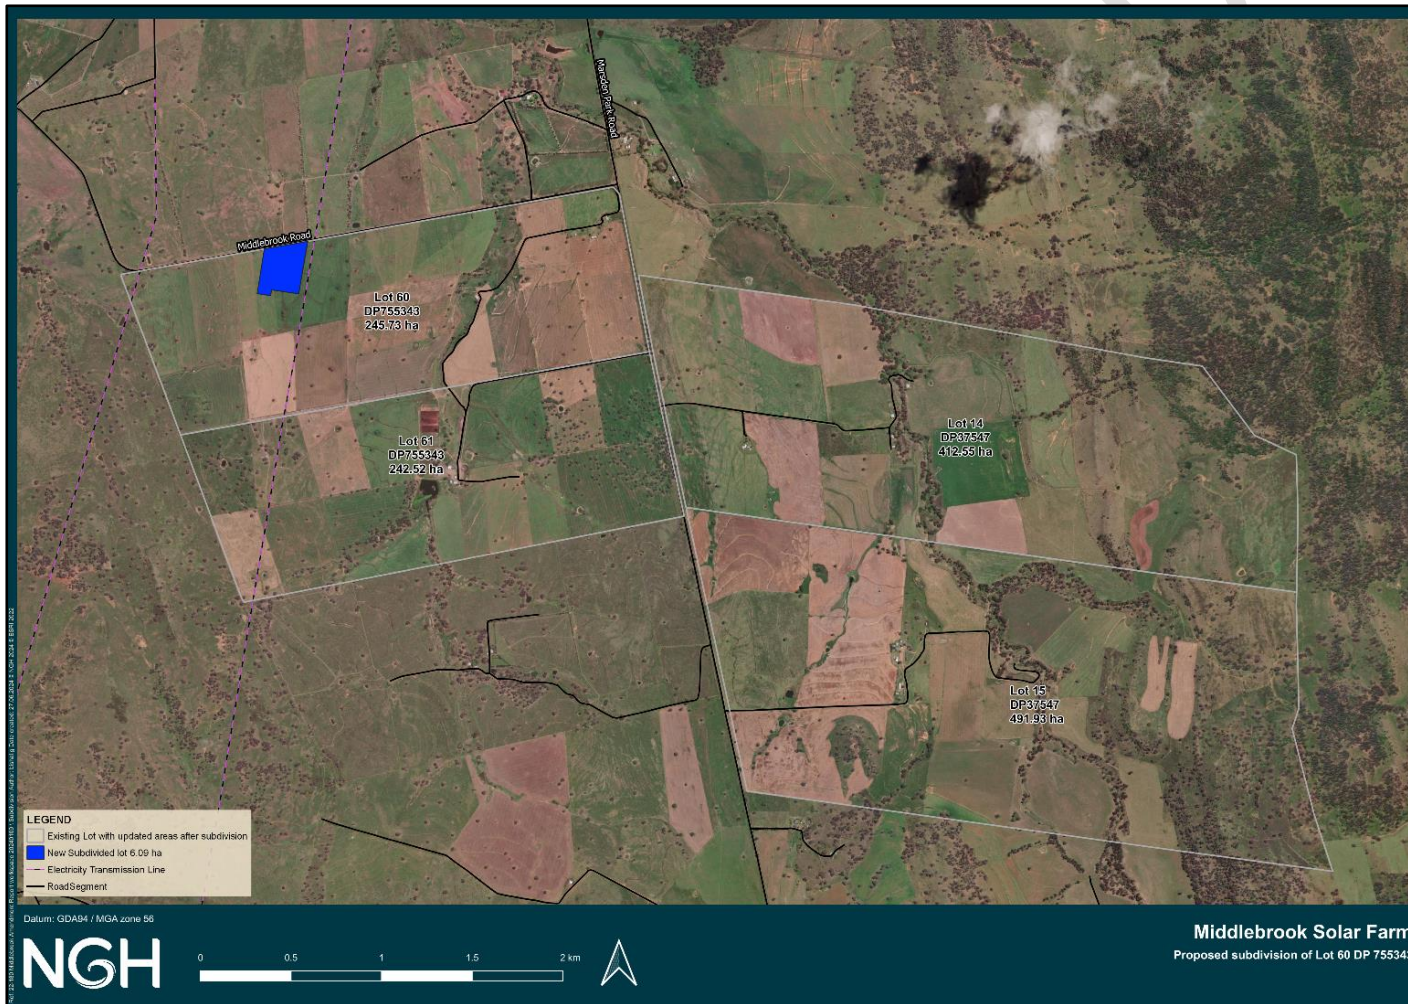 Marsden Park Road
Middlebrook Road
Lot 60
DP755343
245.73 ha
Lot 61
DP755343
242.52 ha
Lot 14
DP37547
412.55 ha
Lot 15
DP37547
491.93 ha
LEGEND
Existing Lot with updated areas after subdivision
New Subdivided lot 6.09 ha
Electricity Transmission Line
RoadSegment
Datum: GDA94 / MGA zone 56
NGH
0 0.5 1 1.5 2 km
Middlebrook Solar Farm
Proposed subdivision of Lot 60 DP 755343